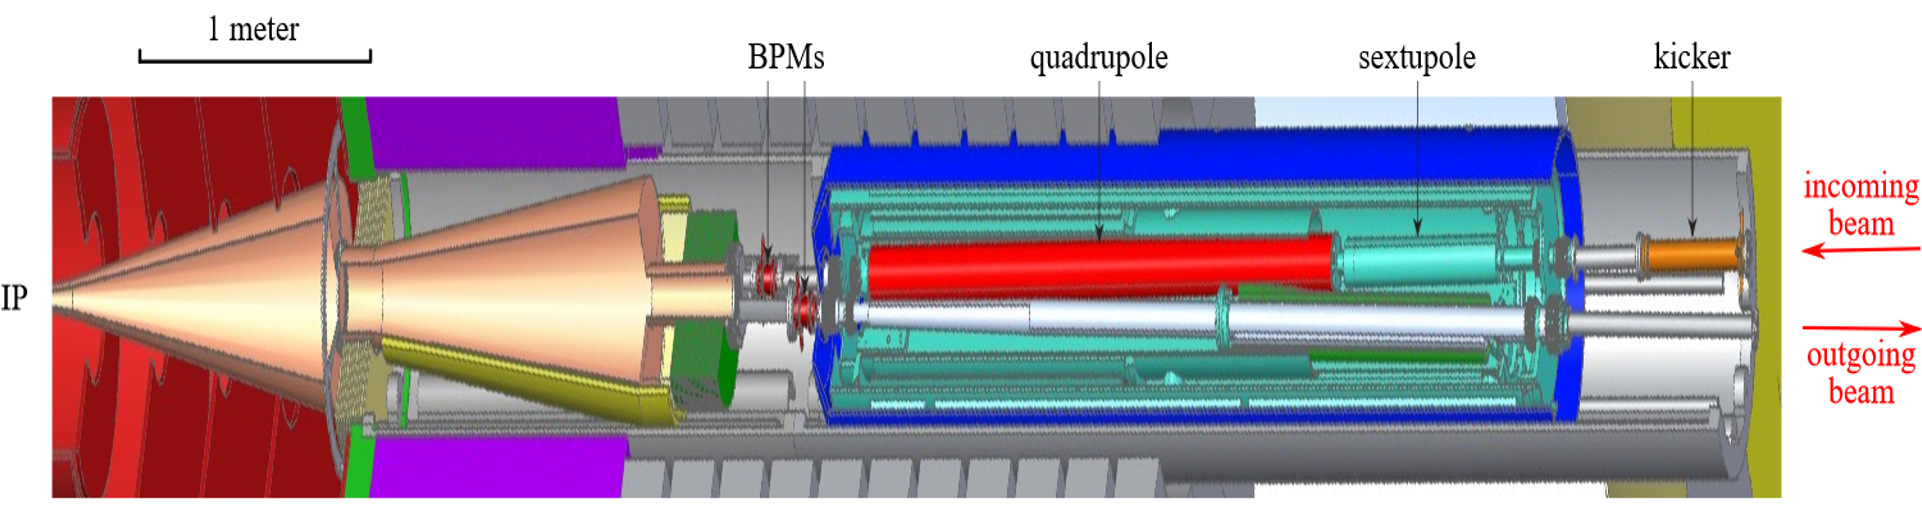 1 meter
BPMs
quadrupole
sextupole
kicker
incoming
beam
IP
outgoing
beam